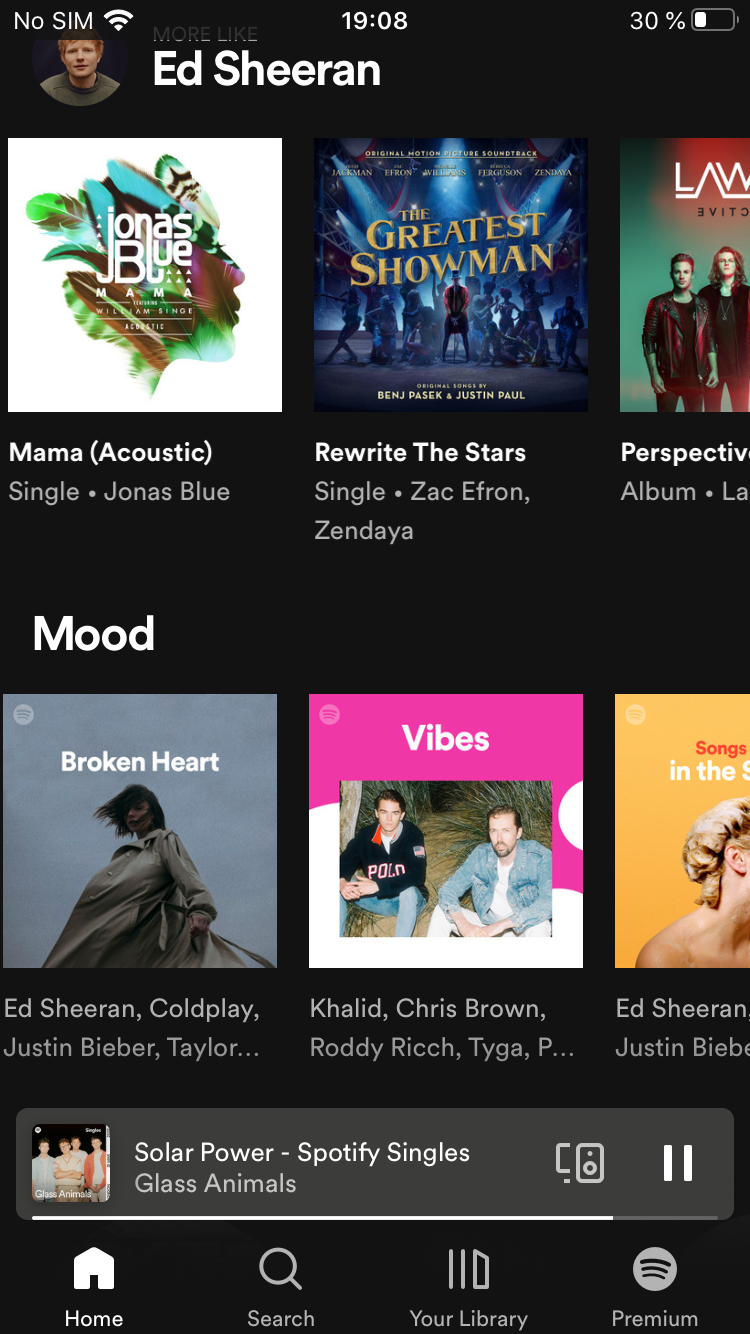 No SIM 19:08 30 %
MORE LIKE
Ed Sheeran
jonas
Blue
MAMA
FEATURING
WILLIAM SINGE
ACOUSTIC
ORIGINAL MOTION PICTURE SOUNDTRACK
JACKMAN EFRON WILLIAMS FERGUSON ZENDAYA
THE
GREATEST
SHOWMAN
ORIGINAL SONGS BY
BENJ PASEK & JUSTIN PAUL
Mama (Acoustic)
Single • Jonas Blue
Rewrite The Stars
Single • Zac Efron,
Zendaya
Perspectiv
Album • La
Mood
Broken Heart
Vibes
POLO
Songs
in the S
Ed Sheeran, Coldplay,
Justin Bieber, Taylor...
Khalid, Chris Brown,
Roddy Ricch, Tyga, P...
Ed Sheeran,
Justin Biebe
Singles
Glass Animals
Solar Power - Spotify Singles
Glass Animals
Home
Search
Your Library
Premium